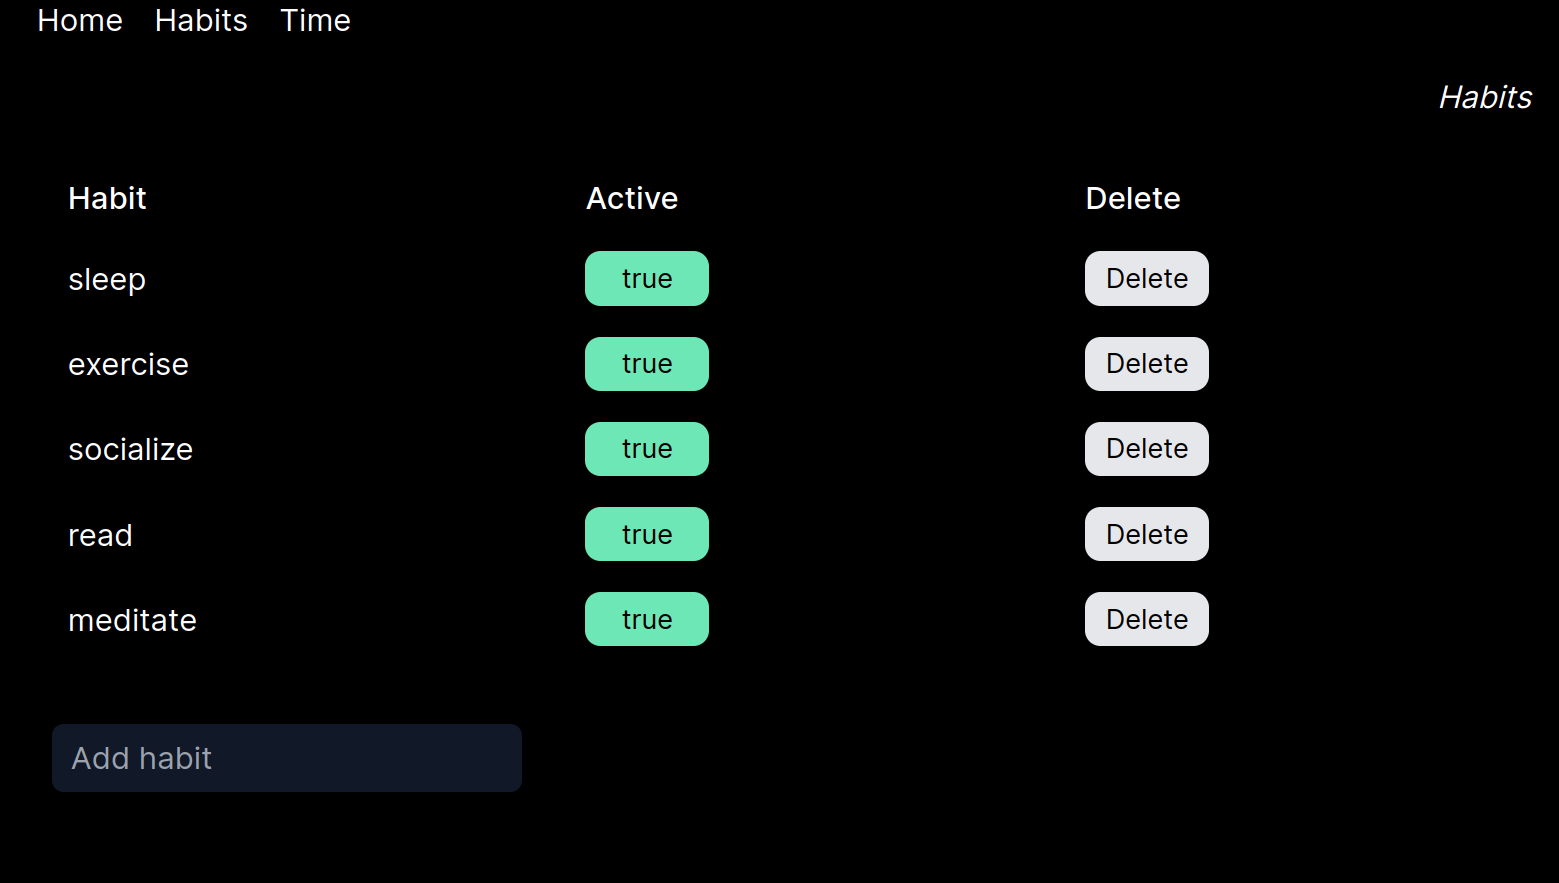 Home Habits Time
Habits
Habit Active Delete
sleep true Delete
exercise true Delete
socialize true Delete
read true Delete
meditate true Delete
Add habit